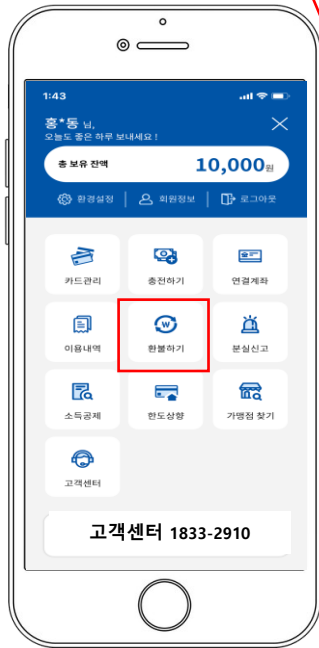 1:43
홍*동 님,
오늘도 좋은 하루 보내세요 !
총 보유 잔액 10,000원
환경설정 회원정보 로그아웃
카드관리 충전하기 연결계좌
이용내역 환불하기 분실신고
소득공제 한도상향 가맹점 찾기
고객센터
고객센터 1833-2910